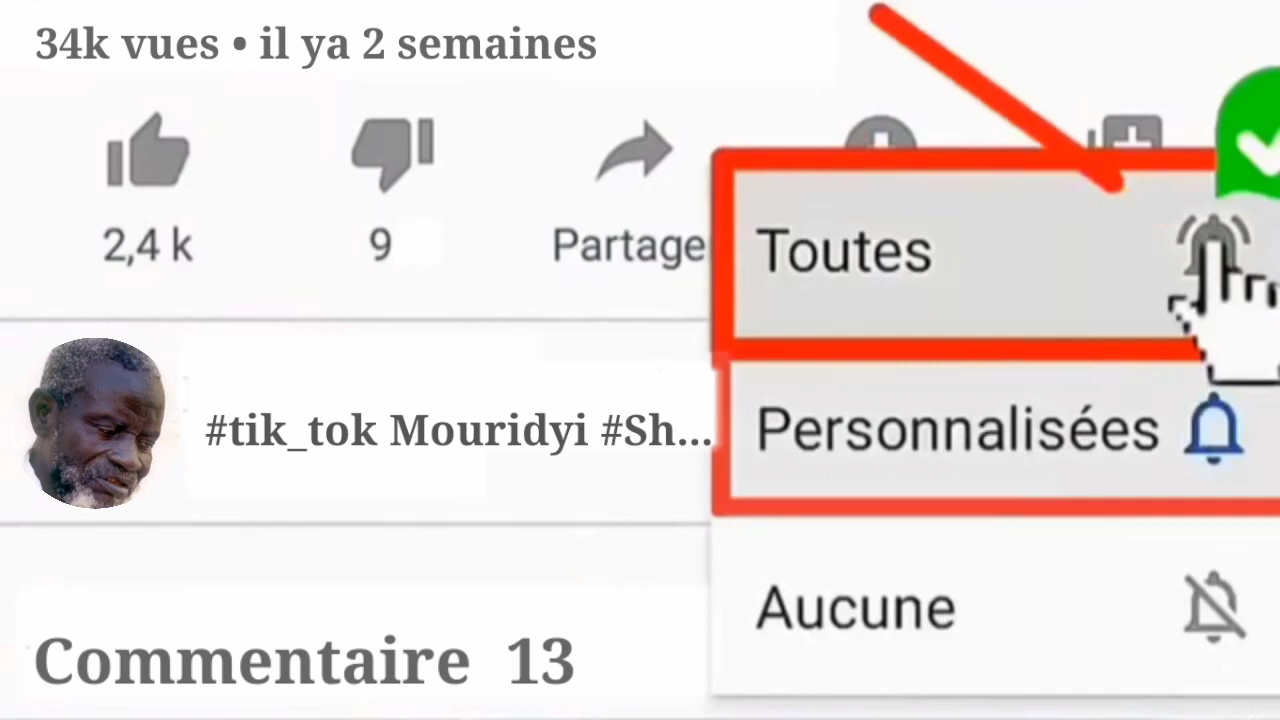 34k vues • il ya 2 semaines
2,4 k
9
Partage
Toutes
#tik_tok Mouridyi #Sh...
Personnalisées
Aucune
Commentaire 13